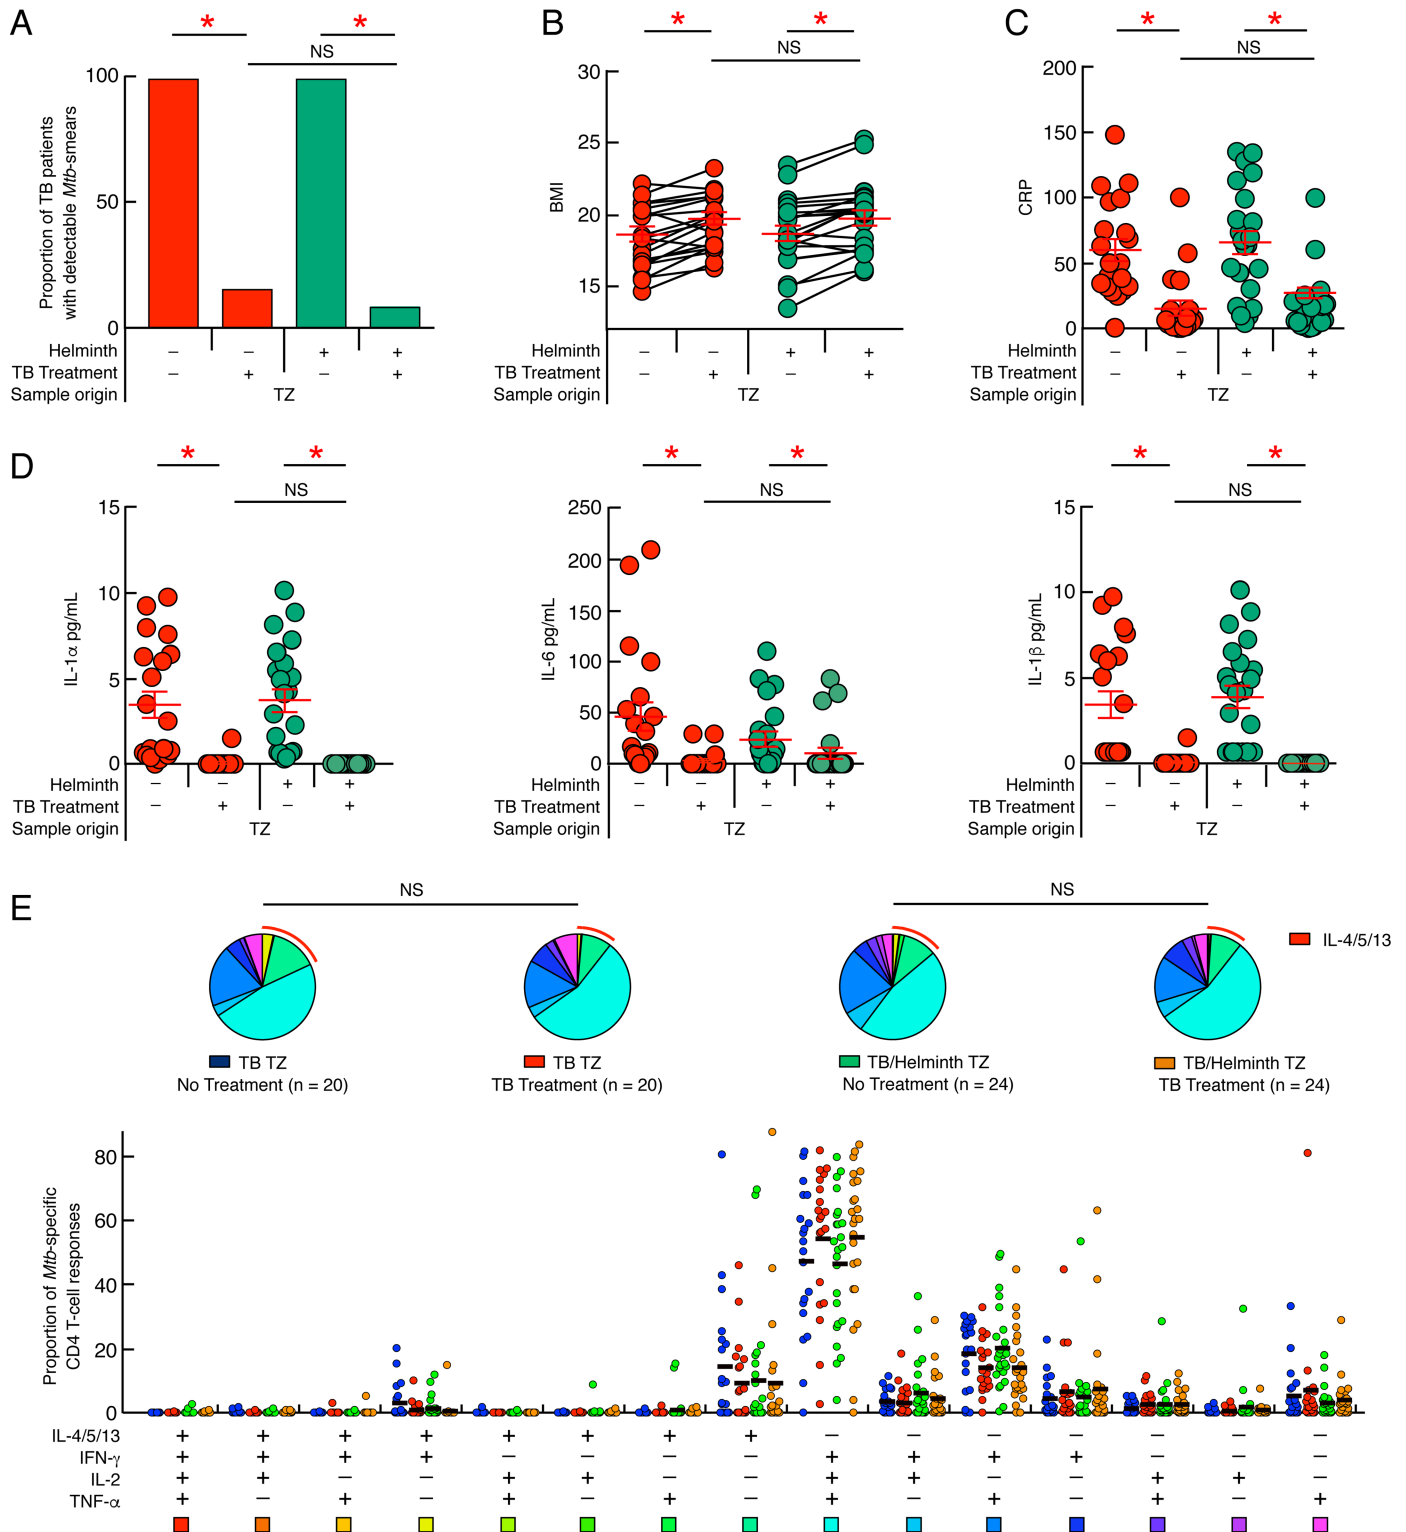 A
*
*
NS
Proportion of TB patients
with detectable Mtb-smears
100
50
0
Helminth − − + +
TB Treatment − + − +
Sample origin TZ
B
*
*
NS
BMI
30
25
20
15
− − + +
Helminth
TB Treatment − + − +
Sample origin TZ
C
*
*
NS
CRP
200
150
100
50
0
Helminth − − + +
TB Treatment − + − +
Sample origin TZ
D
*
*
NS
IL-1α pg/mL
15
10
5
0
Helminth − − + +
TB Treatment − + − +
Sample origin TZ
*
*
NS
IL-6 pg/mL
250
200
150
100
50
0
Helminth − − + +
TB Treatment − + − +
Sample origin TZ
*
*
NS
IL-1β pg/mL
15
10
5
0
Helminth − − + +
TB Treatment − + − +
Sample origin TZ
E
NS
NS
IL-4/5/13
TB TZ
No Treatment (n = 20)
TB TZ
TB Treatment (n = 20)
TB/Helminth TZ
No Treatment (n = 24)
TB/Helminth TZ
TB Treatment (n = 24)
Proportion of Mtb-specific
CD4 T-cell responses
80
60
40
20
0
IL-4/5/13 + + + + + + + + − − − − − − −
IFN-γ + + + + − − − − + + + + − − −
IL-2 + + − − + + − − + + − − + + −
TNF-α + − + − + − + − + − + − + − +